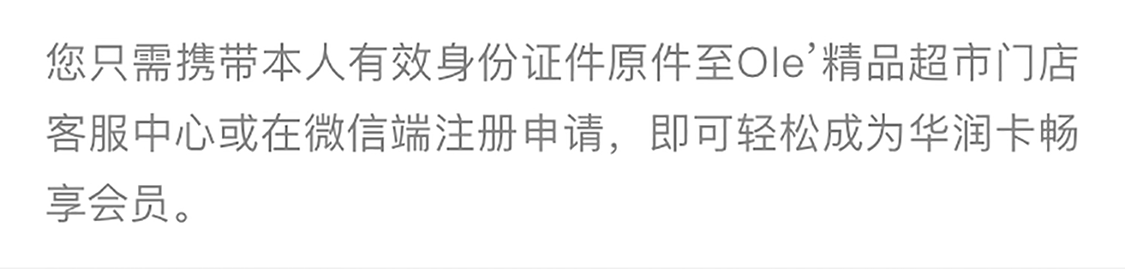 您只需携带本人有效身份证件原件至Ole’精品超市门店
客服中心或在微信端注册申请，即可轻松成为华润卡畅
享会员。